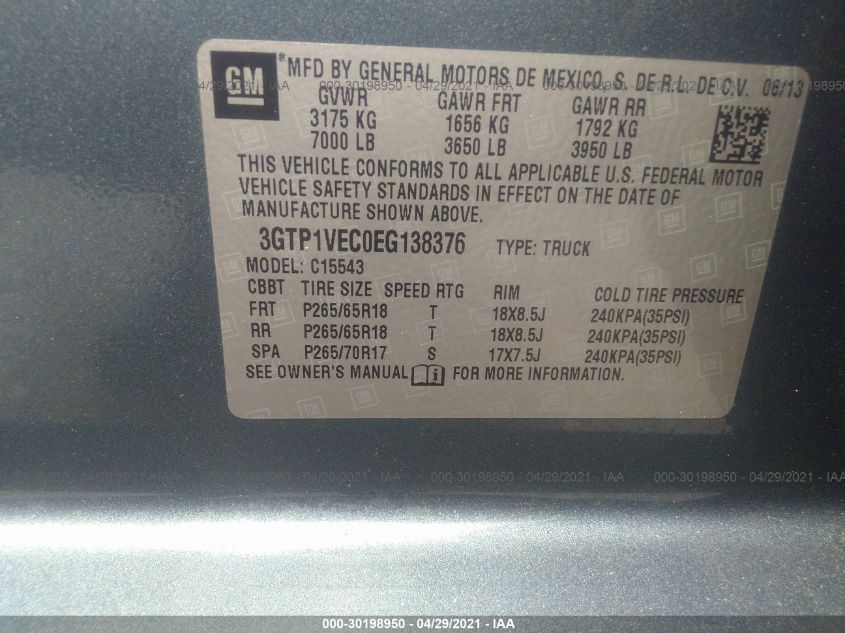 GM
*MFD BY GENERAL MOTORS DE MEXICO, S. DE R.L. DE C.V. 06/13
GVWR GAWR FRT GAWR RR
3175 KG 1656 KG 1792 KG
7000 LB 3650 LB 3950 LB
THIS VEHICLE CONFORMS TO ALL APPLICABLE U.S. FEDERAL MOTOR
VEHICLE SAFETY STANDARDS IN EFFECT ON THE DATE OF
MANUFACTURE SHOWN ABOVE.
3GTP1VEC0EG138376 TYPE: TRUCK
MODEL: C15543
CBBT TIRE SIZE SPEED RTG RIM COLD TIRE PRESSURE
FRT P265/65R18 T 18X8.5J 240KPA(35PSI)
RR P265/65R18 T 18X8.5J 240KPA(35PSI)
SPA P265/70R17 S 17X7.5J 240KPA(35PSI)
SEE OWNER'S MANUAL FOR MORE INFORMATION.
000-30198950 - 04/29/2021 - IAA